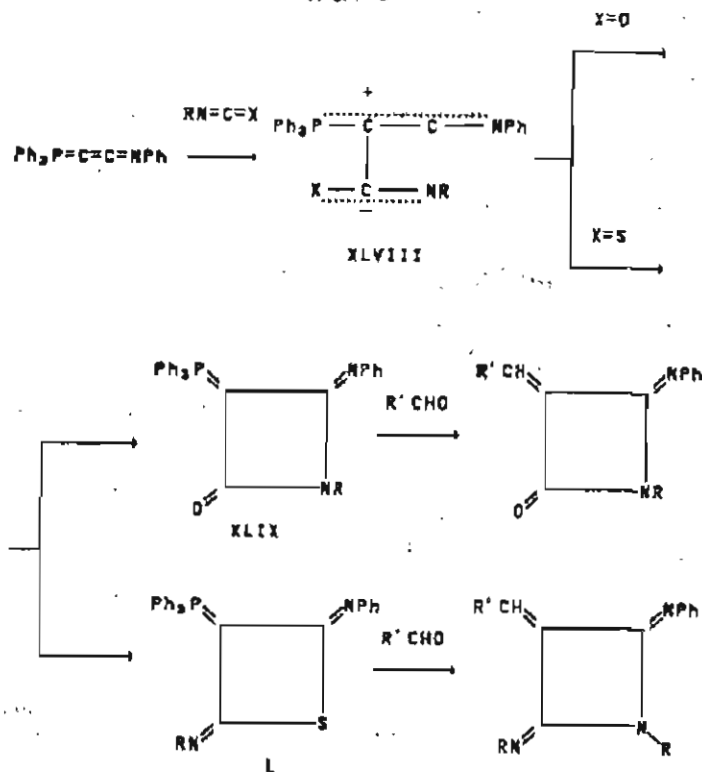 X=O
RN=C=X
+
Ph₃P=C=C=NPh
Ph₃P—C—C—NPh
X—C—NR
−
XLVIII
X=S
Ph₃P
NPh
R'CHO
R'CH
NPh
O
NR
O
NR
XLIX
Ph₃P
NPh
R'CHO
R'CH
NPh
RN
S
RN
N
R
L